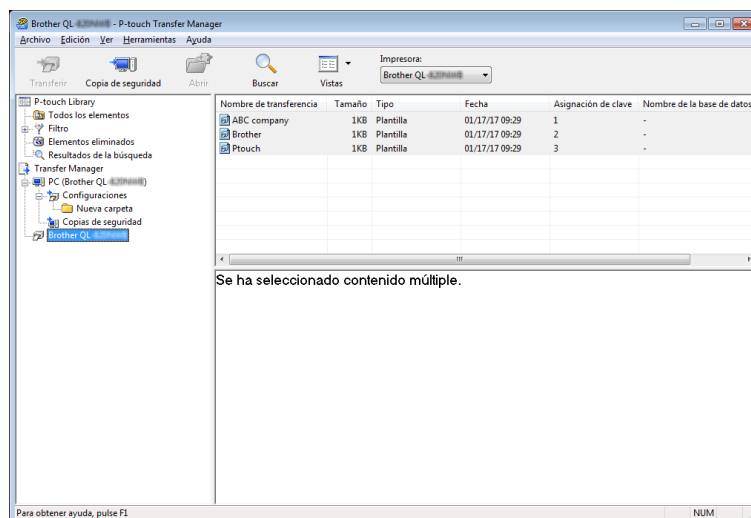 Brother QL - P-touch Transfer Manager
Archivo Edición Ver Herramientas Ayuda
Transferir Copia de seguridad Abrir Buscar Vistas
Impresora:
Brother QL
P-touch Library
Todos los elementos
Filtro
Elementos eliminados
Resultados de la búsqueda
Transfer Manager
PC (Brother QL )
Configuraciones
Nueva carpeta
Copias de seguridad
Brother QL
Nombre de transferencia Tamaño Tipo Fecha Asignación de clave Nombre de la base de datos
ABC company 1KB Plantilla 01/17/17 09:29 1 -
Brother 1KB Plantilla 01/17/17 09:29 2 -
Ptouch 1KB Plantilla 01/17/17 09:29 3 -
Se ha seleccionado contenido múltiple.
Para obtener ayuda, pulse F1 NUM